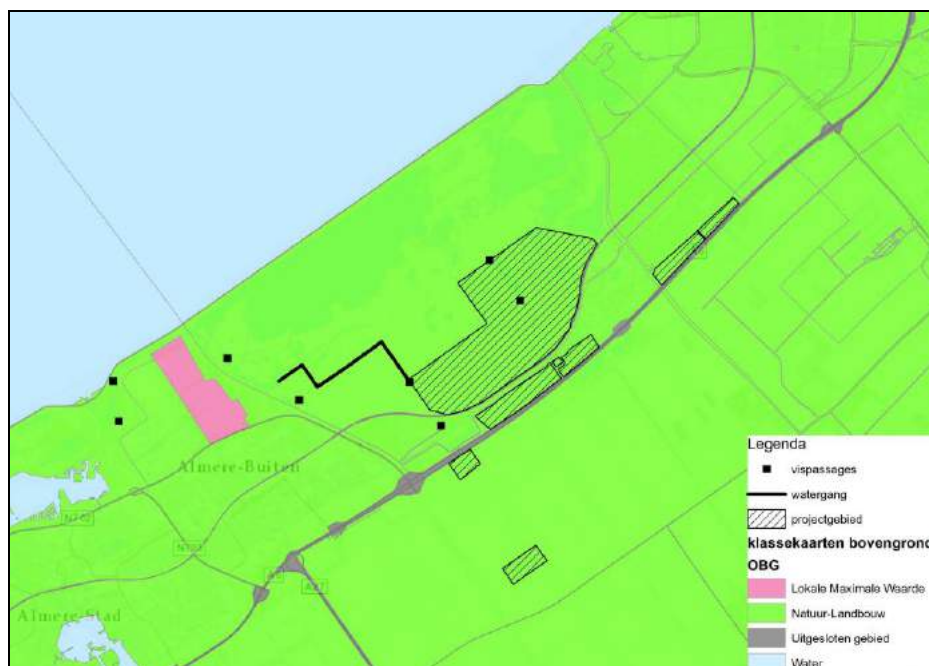 Almere-Buiten
N702
Almere-Stad
Legenda
vispassages
watergang
projectgebied
klassekaarten bovengrond
OBG
Lokale Maximale Waarde
Natuur-Landbouw
Uitgesloten gebied
Water